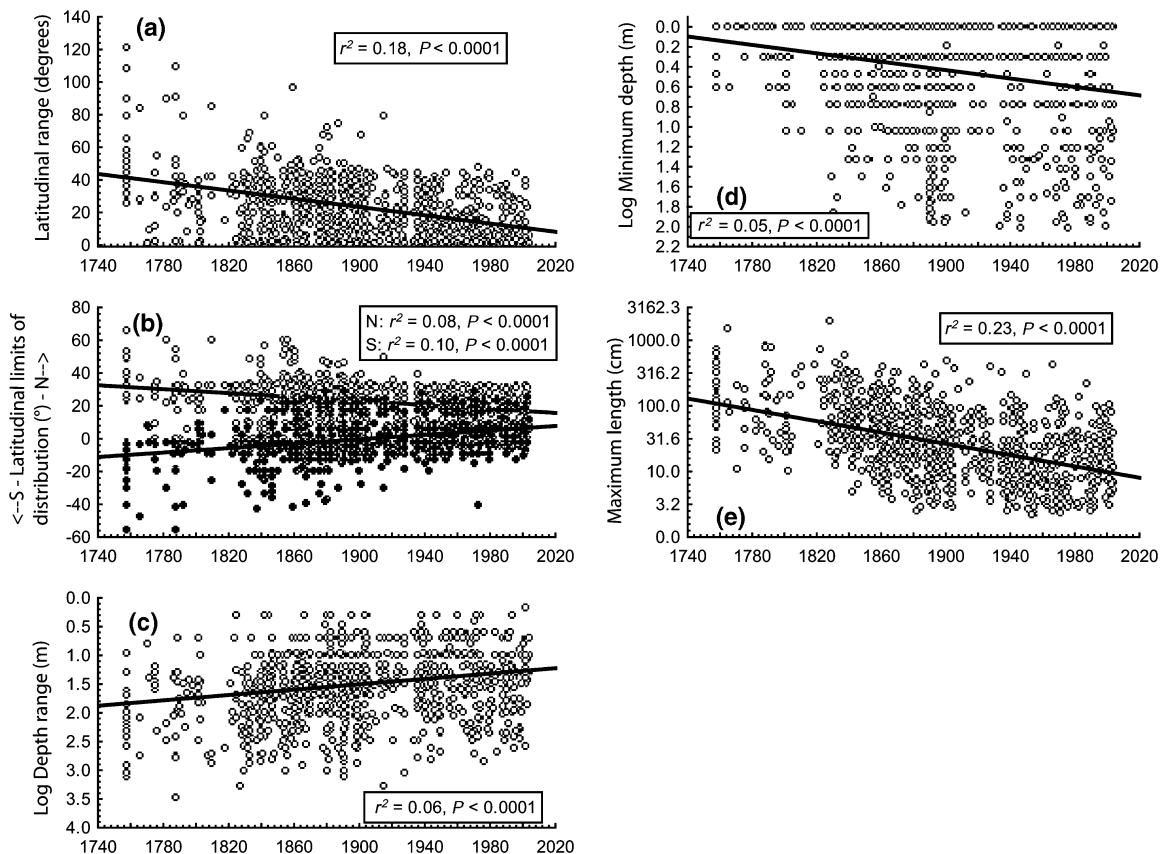 (a)
r² = 0.18, P < 0.0001
Latitudinal range (degrees)
140
120
100
80
60
40
20
0
1740 1780 1820 1860 1900 1940 1980 2020
(b)
N: r² = 0.08, P < 0.0001
S: r² = 0.10, P < 0.0001
<--S - Latitudinal limits of
distribution (°) - N-->
80
60
40
20
0
-20
-40
-60
1740 1780 1820 1860 1900 1940 1980 2020
(c)
r² = 0.06, P < 0.0001
Log Depth range (m)
0.0
0.5
1.0
1.5
2.0
2.5
3.0
3.5
4.0
1740 1780 1820 1860 1900 1940 1980 2020
(d)
r² = 0.05, P < 0.0001
Log Minimum depth (m)
0.0
0.2
0.4
0.6
0.8
1.0
1.2
1.4
1.6
1.8
2.0
2.2
1740 1780 1820 1860 1900 1940 1980 2020
(e)
r² = 0.23, P < 0.0001
Maximum length (cm)
3162.3
1000.0
316.2
100.0
31.6
10.0
3.2
0.0
1740 1780 1820 1860 1900 1940 1980 2020